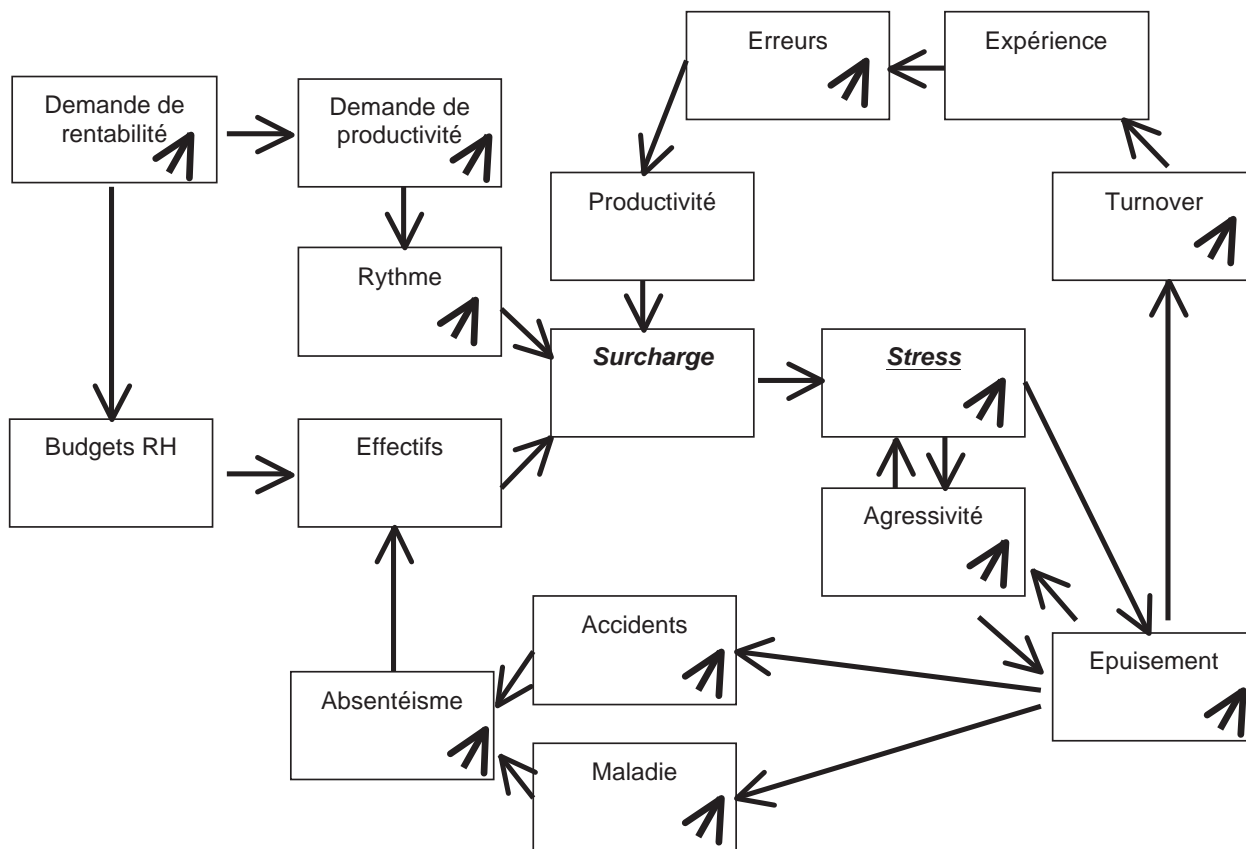 Erreurs
Expérience
Demande de
rentabilité
Demande de
productivité
Productivité
Turnover
Rythme
Surcharge
Stress
Budgets RH
Effectifs
Agressivité
Accidents
Epuisement
Absentéisme
Maladie